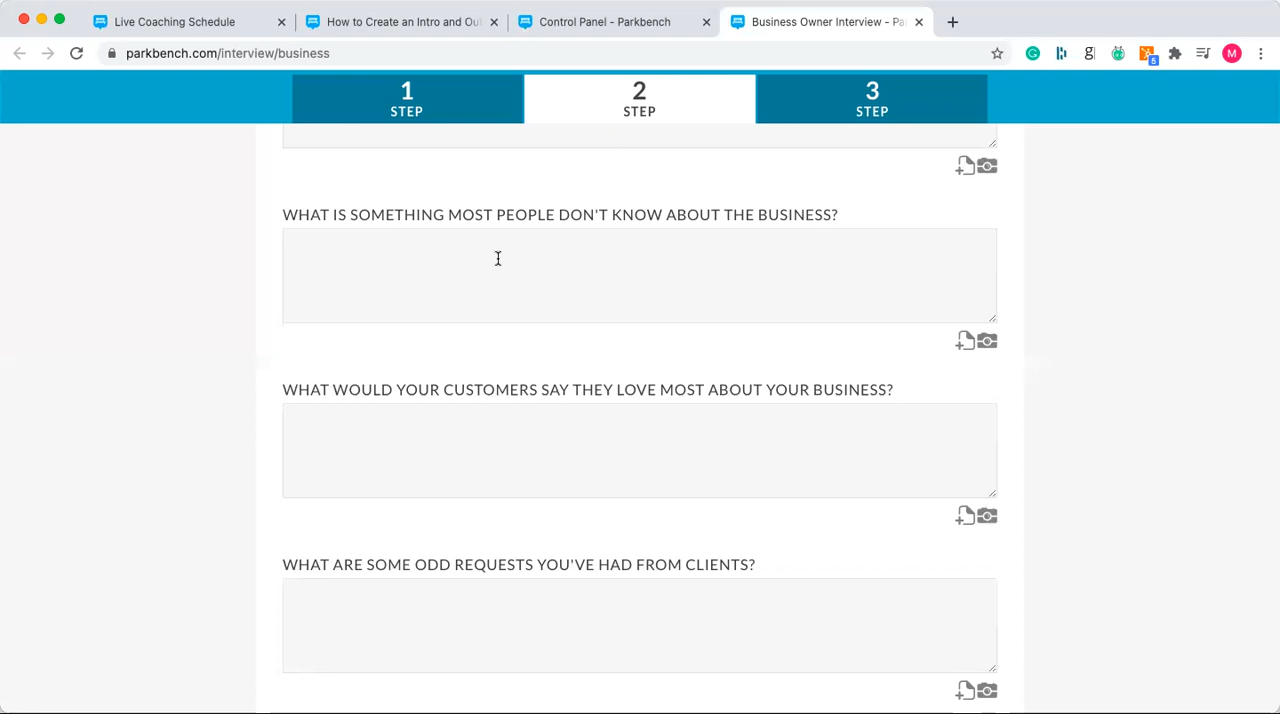 Live Coaching Schedule
How to Create an Intro and Ou
Control Panel - Parkbench
Business Owner Interview - Pa
parkbench.com/interview/business
5
M
1
STEP
2
STEP
3
STEP
WHAT IS SOMETHING MOST PEOPLE DON'T KNOW ABOUT THE BUSINESS?
WHAT WOULD YOUR CUSTOMERS SAY THEY LOVE MOST ABOUT YOUR BUSINESS?
WHAT ARE SOME ODD REQUESTS YOU'VE HAD FROM CLIENTS?